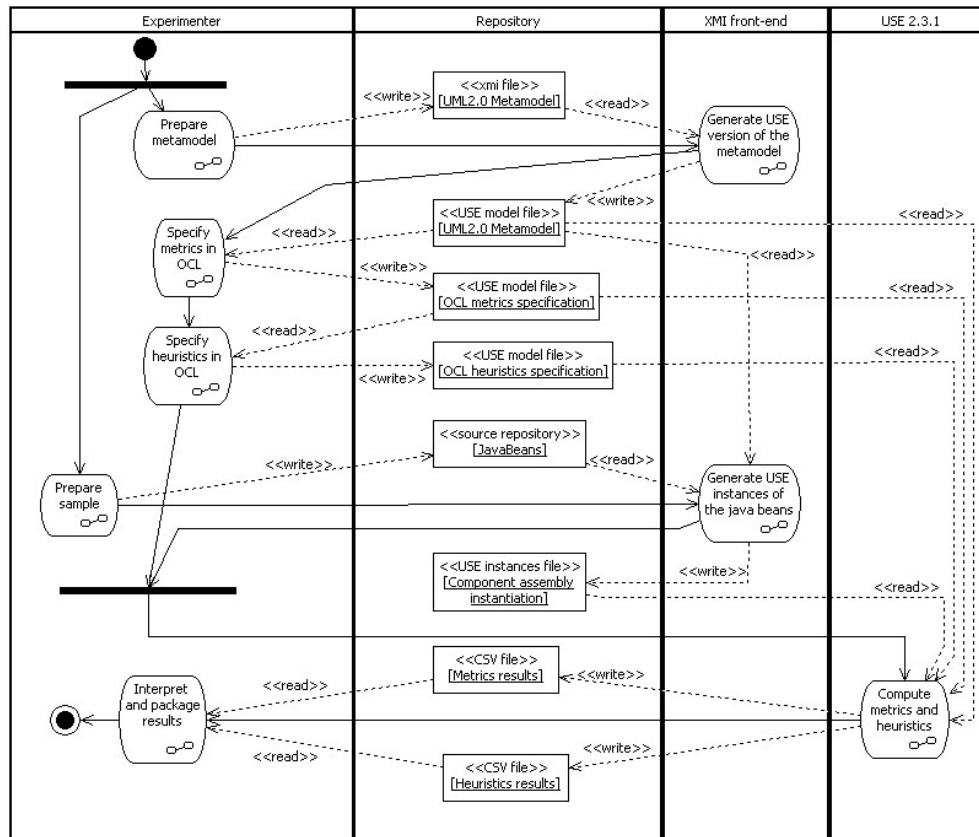 Experimenter
Repository
XMI front-end
USE 2.3.1
<<xmi file>>
[UML2.0 Metamodel]
<<write>>
<<read>>
Prepare
metamodel
Generate USE
version of the
metamodel
<<write>>
<<USE model file>>
[UML2.0 Metamodel]
<<read>>
<<read>>
Specify
metrics in
OCL
<<read>>
<<write>>
<<USE model file>>
[OCL metrics specification]
<<read>>
Specify
heuristics in
OCL
<<USE model file>>
[OCL heuristics specification]
<<read>>
<<write>>
<<source repository>>
[JavaBeans]
<<write>>
<<read>>
Prepare
sample
Generate USE
instances of
the java beans
<<USE instances file>>
[Component assembly
instantiation]
<<write>>
<<read>>
<<CSV file>>
[Metrics results]
<<read>>
<<write>>
Interpret
and package
results
Compute
metrics and
heuristics
<<write>>
<<read>>
<<CSV file>>
[Heuristics results]